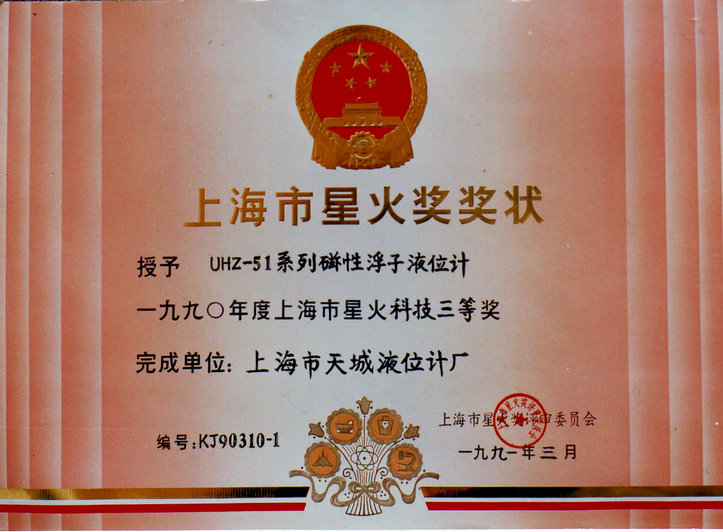 上海市星火奖奖状
授予 UHZ-51系列磁性浮子液位计
一九九〇年度上海市星火科技三等奖
完成单位：上海市天城液位计厂
编号：KJ90310-1
上海市星火奖评审委员会
一九九一年三月